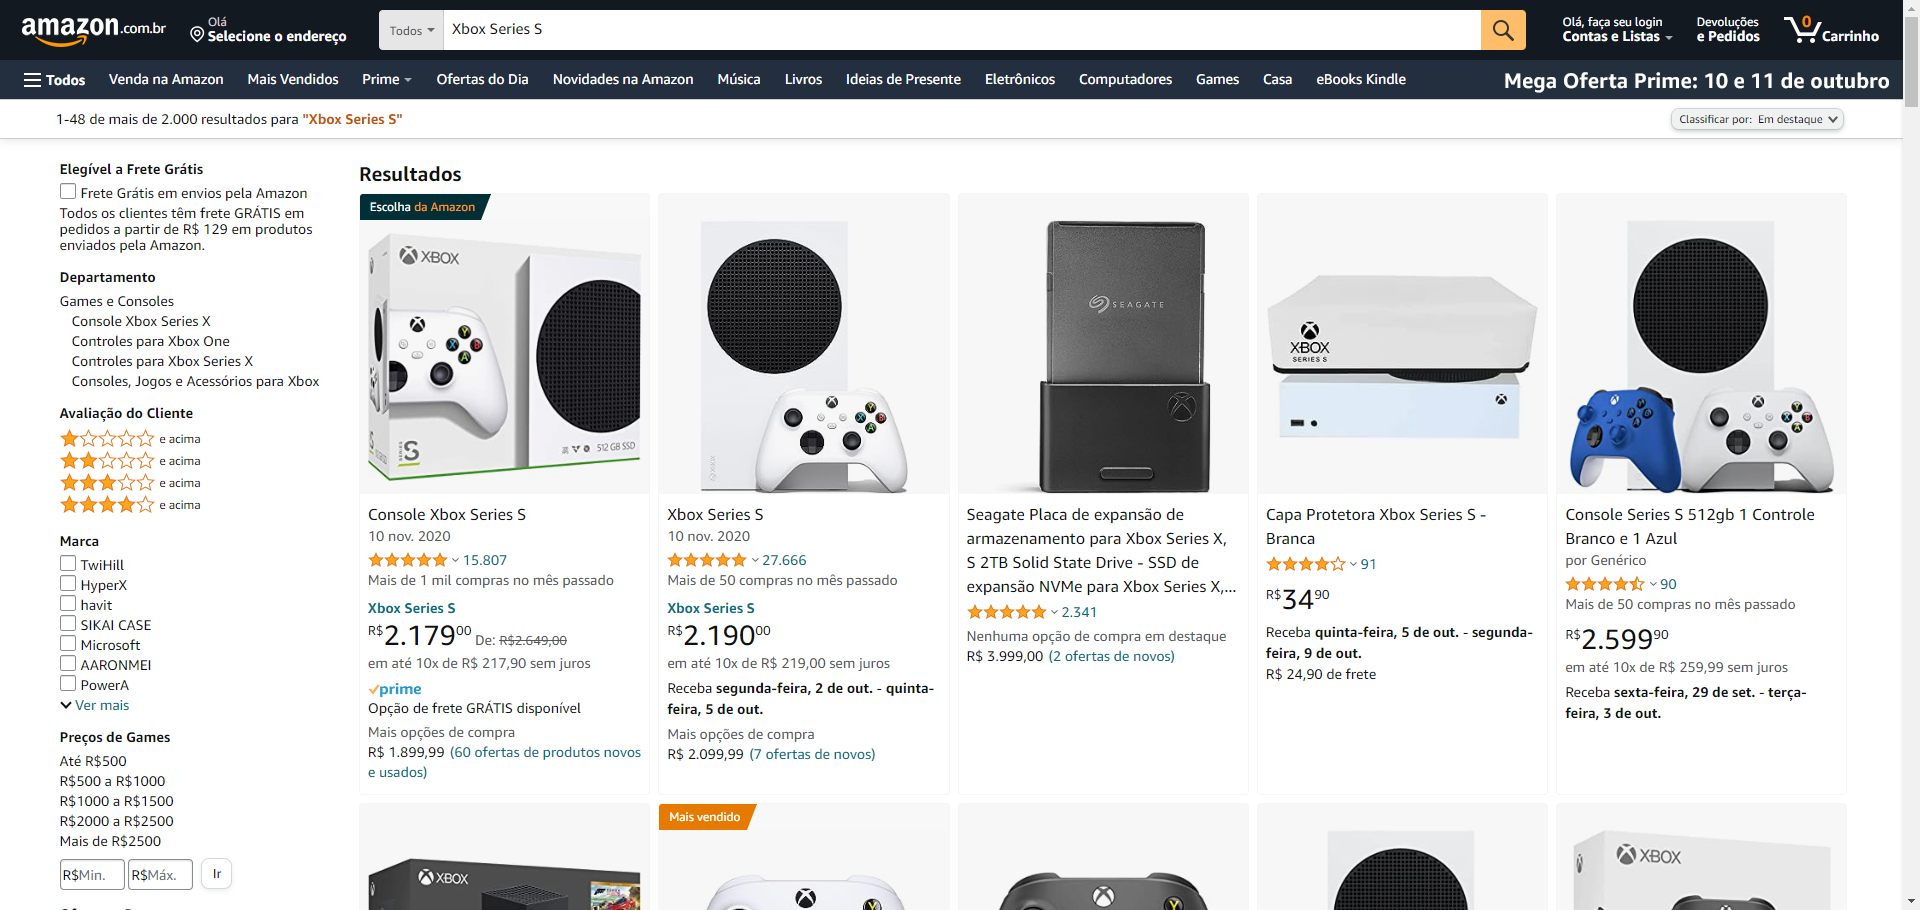 amazon.com.br
Olá
Selecione o endereço
Todos
Xbox Series S
Olá, faça seu login
Contas e Listas
Devoluções
e Pedidos
0
Carrinho
Todos
Venda na Amazon
Mais Vendidos
Prime
Ofertas do Dia
Novidades na Amazon
Música
Livros
Ideias de Presente
Eletrônicos
Computadores
Games
Casa
eBooks Kindle
Mega Oferta Prime: 10 e 11 de outubro
1-48 de mais de 2.000 resultados para "Xbox Series S"
Classificar por: Em destaque
Elegível a Frete Grátis
Frete Grátis em envios pela Amazon
Todos os clientes têm frete GRÁTIS em
pedidos a partir de R$ 129 em produtos
enviados pela Amazon.
Departamento
Games e Consoles
Console Xbox Series X
Controles para Xbox One
Controles para Xbox Series X
Consoles, Jogos e Acessórios para Xbox
Avaliação do Cliente
e acima
e acima
e acima
e acima
Marca
TwiHill
HyperX
havit
SIKAI CASE
Microsoft
AARONMEI
PowerA
Ver mais
Preços de Games
Até R$500
R$500 a R$1000
R$1000 a R$1500
R$2000 a R$2500
Mais de R$2500
R$Min.
R$Máx.
Ir
Resultados
Escolha da Amazon
XBOX
Y
X
B
A
SERIES
S
512 GB SSD
Console Xbox Series S
10 nov. 2020
15.807
Mais de 1 mil compras no mês passado
Xbox Series S
R$2.17900 De: R$2.649,00
em até 10x de R$ 217,90 sem juros
prime
Opção de frete GRÁTIS disponível
Mais opções de compra
R$ 1.899,99 (60 ofertas de produtos novos
e usados)
Xbox Series S
10 nov. 2020
27.666
Mais de 50 compras no mês passado
Xbox Series S
R$2.19000
em até 10x de R$ 219,00 sem juros
Receba segunda-feira, 2 de out. - quinta-
feira, 5 de out.
Mais opções de compra
R$ 2.099,99 (7 ofertas de novos)
SEAGATE
Seagate Placa de expansão de
armazenamento para Xbox Series X,
S 2TB Solid State Drive - SSD de
expansão NVMe para Xbox Series X,...
2.341
Nenhuma opção de compra em destaque
R$ 3.999,00 (2 ofertas de novos)
XBOX
SERIES S
Capa Protetora Xbox Series S -
Branca
91
R$3490
Receba quinta-feira, 5 de out. - segunda-
feira, 9 de out.
R$ 24,90 de frete
Console Series S 512gb 1 Controle
Branco e 1 Azul
por Genérico
90
Mais de 50 compras no mês passado
R$2.59990
em até 10x de R$ 259,99 sem juros
Receba sexta-feira, 29 de set. - terça-
feira, 3 de out.
XBOX
Mais vendido
Y
Y
XBOX